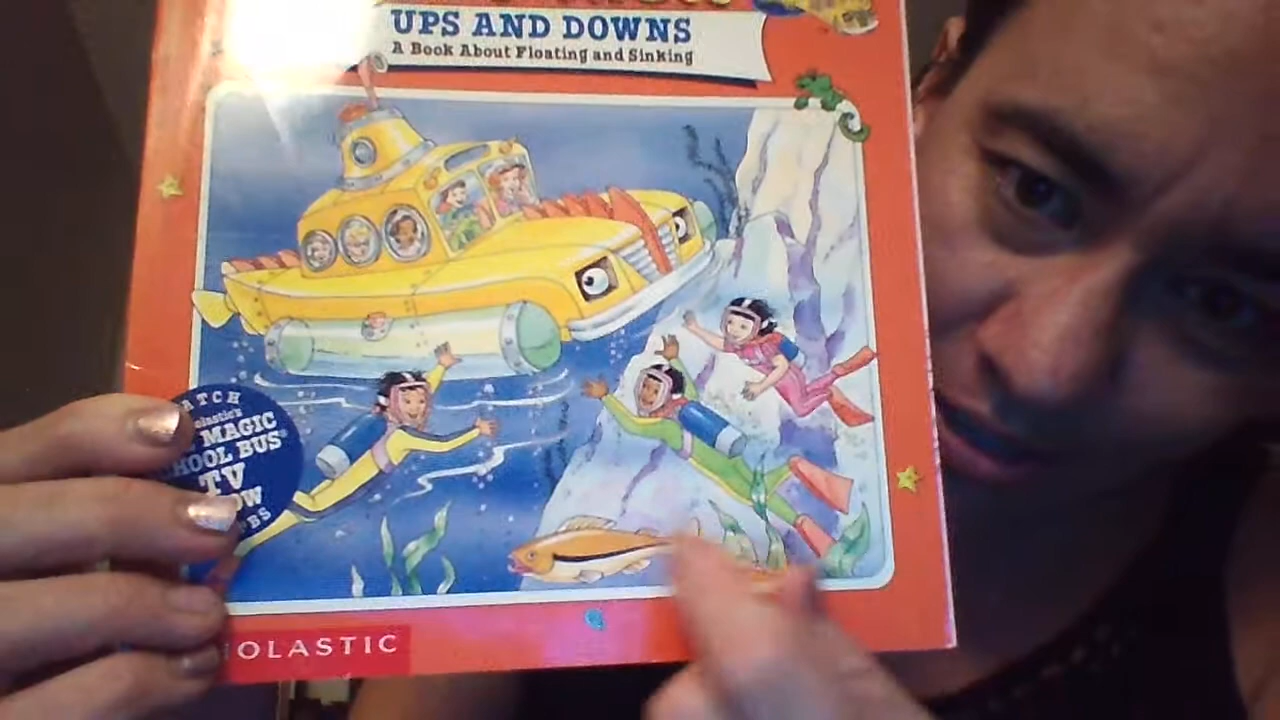 UPS AND DOWNS
A Book About Floating and Sinking
ATCH
olastic's
MAGIC
HOOL BUS®
TV
OW
BS
OLASTIC